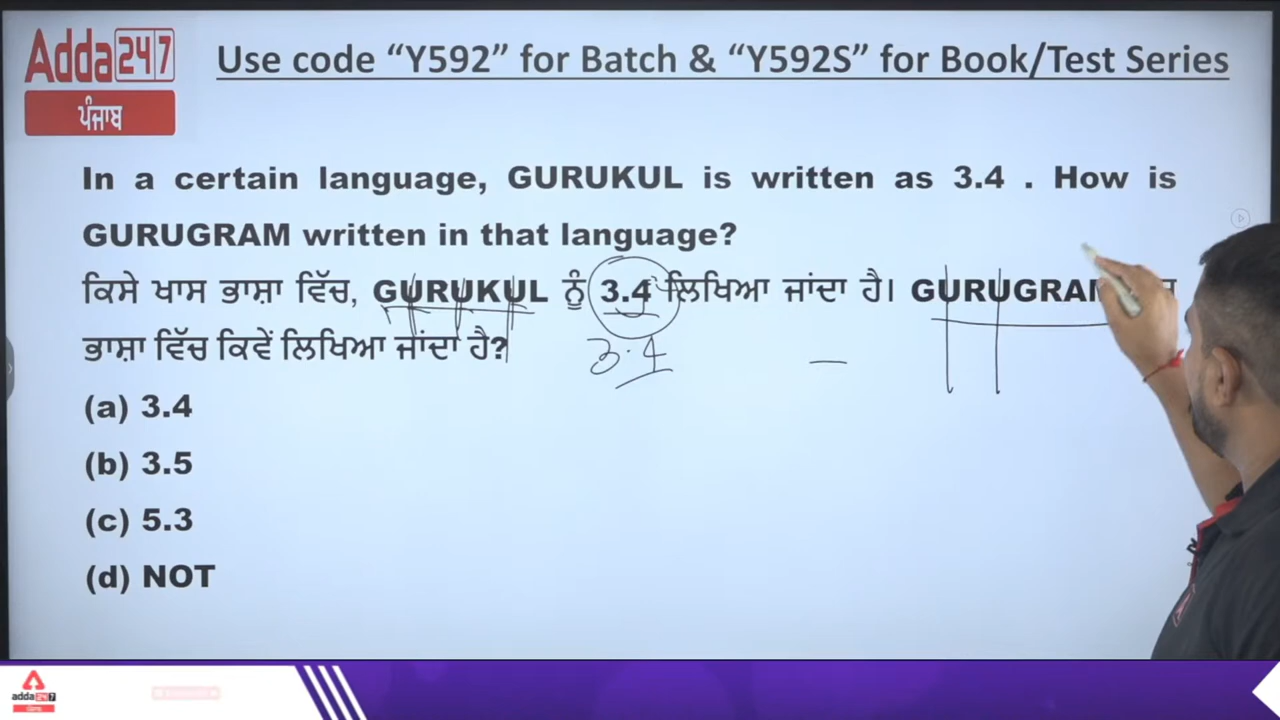 Adda247
ਪੰਜਾਬ
Use code “Y592” for Batch & “Y592S” for Book/Test Series
In a certain language, GURUKUL is written as 3.4 . How is
GURUGRAM written in that language?
ਕਿਸੇ ਖਾਸ ਭਾਸ਼ਾ ਵਿੱਚ, GURUKUL ਨੂੰ 3.4 ਲਿਖਿਆ ਜਾਂਦਾ ਹੈ। GURUGRAM
ਭਾਸ਼ਾ ਵਿੱਚ ਕਿਵੇਂ ਲਿਖਿਆ ਜਾਂਦਾ ਹੈ?
3.4
(a) 3.4
(b) 3.5
(c) 5.3
(d) NOT
adda247
ਪੰਜਾਬ